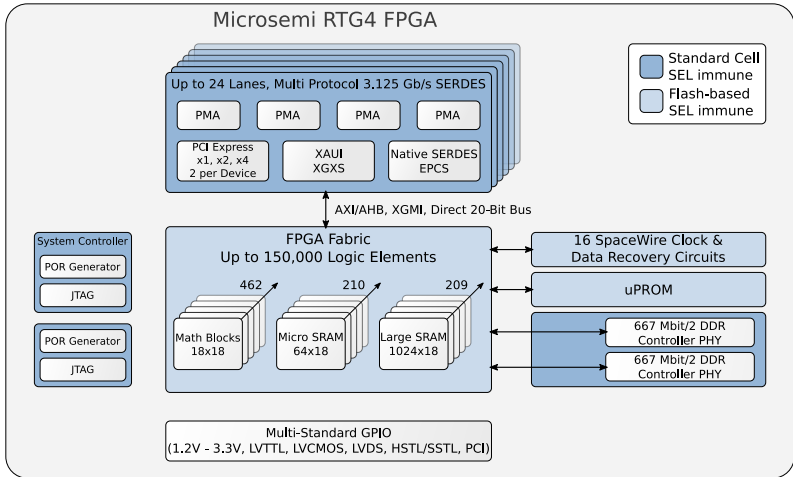 Microsemi RTG4 FPGA
Standard Cell
SEL immune
Flash-based
SEL immune
Up to 24 Lanes, Multi Protocol 3.125 Gb/s SERDES
PMA
PMA
PMA
PMA
PCI Express
x1, x2, x4
2 per Device
XAUI
XGXS
Native SERDES
EPCS
AXI/AHB, XGMI, Direct 20-Bit Bus
System Controller
POR Generator
JTAG
POR Generator
JTAG
FPGA Fabric
Up to 150,000 Logic Elements
462
210
209
Math Blocks
18x18
Micro SRAM
64x18
Large SRAM
1024x18
16 SpaceWire Clock &
Data Recovery Circuits
uPROM
667 Mbit/2 DDR
Controller PHY
667 Mbit/2 DDR
Controller PHY
Multi-Standard GPIO
(1.2V - 3.3V, LVTTL, LVCMOS, LVDS, HSTL/SSTL, PCI)